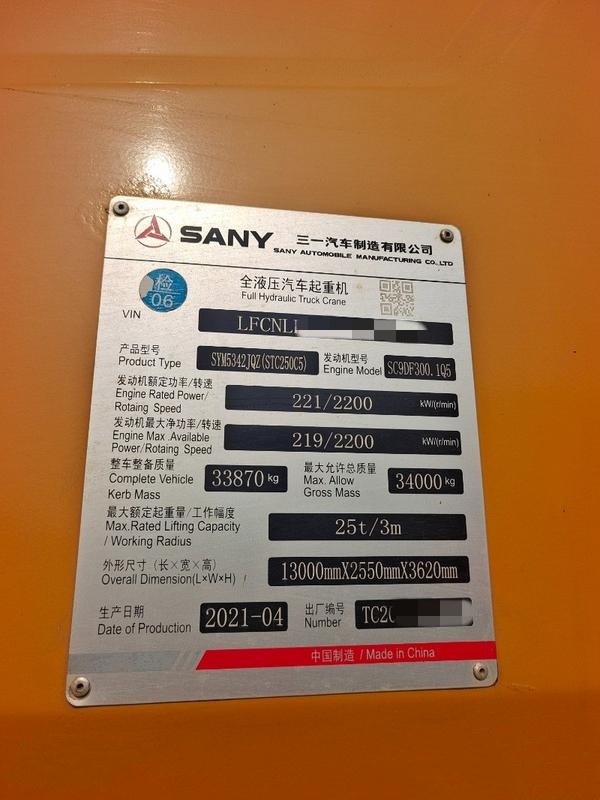 SANY
三一汽车制造有限公司
SANY AUTOMOBILE MANUFACTURING CO.,LTD
检
06
全液压汽车起重机
Full Hydraulic Truck Crane
VIN
LFCNL
产品型号
Product Type
SYM5342JQZ(STC250C5)
发动机型号
Engine Model
SC9DF300.1Q5
发动机额定功率/转速
Engine Rated Power/
Rotaing Speed
221/2200 kW/(r/min)
发动机最大净功率/转速
Engine Max .Available
Power/Rotaing Speed
219/2200 kW/(r/min)
整车整备质量
Complete Vehicle
Kerb Mass
33870 kg
最大允许总质量
Max. Allow
Gross Mass
34000 kg
最大额定起重量/工作幅度
Max.Rated Lifting Capacity
/ Working Radius
25t/3m
外形尺寸（长×宽×高）
Overall Dimension(L×W×H)
13000mmX2550mmX3620mm
生产日期
Date of Production
2021-04
出厂编号
Number
TC20
中国制造 / Made in China